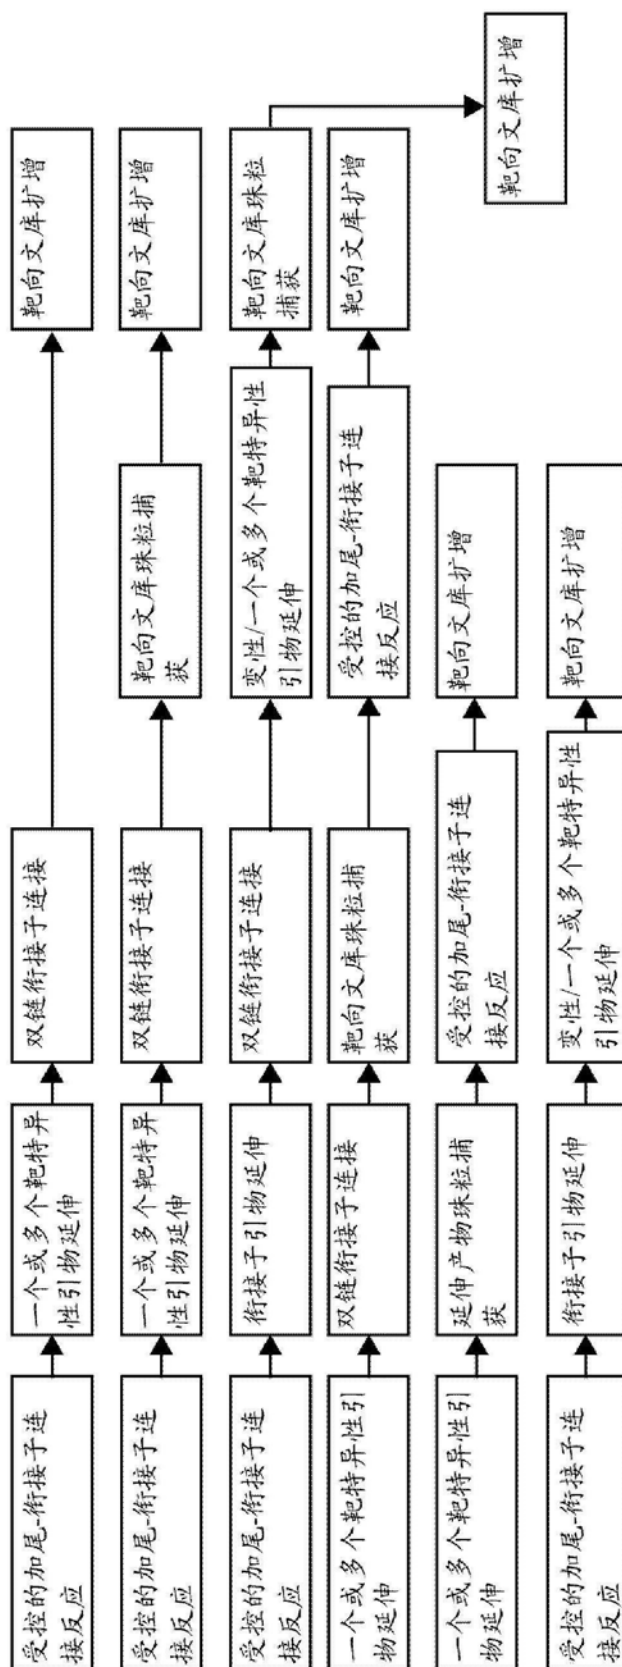 受控的加尾-衔接子连
接反应
一个或多个靶特异
性引物延伸
双链衔接子连接
靶向文库扩增
受控的加尾-衔接子连
接反应
一个或多个靶特异
性引物延伸
双链衔接子连接
靶向文库珠粒捕
获
靶向文库扩增
受控的加尾-衔接子连
接反应
衔接子引物延伸
双链衔接子连接
变性/一个或多个靶特异性
引物延伸
靶向文库珠粒
捕获
靶向文库扩增
一个或多个靶特异性引
物延伸
双链衔接子连接
靶向文库珠粒捕
获
受控的加尾-衔接子连
接反应
靶向文库扩增
一个或多个靶特异性引
物延伸
延伸产物珠粒捕
获
受控的加尾-衔接子连
接反应
靶向文库扩增
受控的加尾-衔接子连
接反应
衔接子引物延伸
变性/一个或多个靶特异性
引物延伸
靶向文库扩增